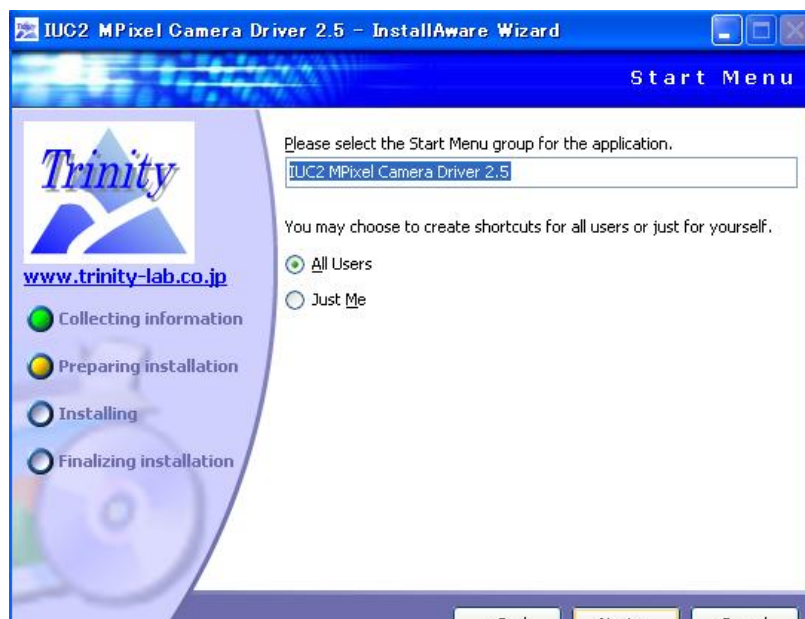 IUC2 MPixel Camera Driver 2.5 - InstallAware Wizard
Start Menu
Trinity
www.trinity-lab.co.jp
Collecting information
Preparing installation
Installing
Finalizing installation
Please select the Start Menu group for the application.
IUC2 MPixel Camera Driver 2.5
You may choose to create shortcuts for all users or just for yourself.
All Users
Just Me